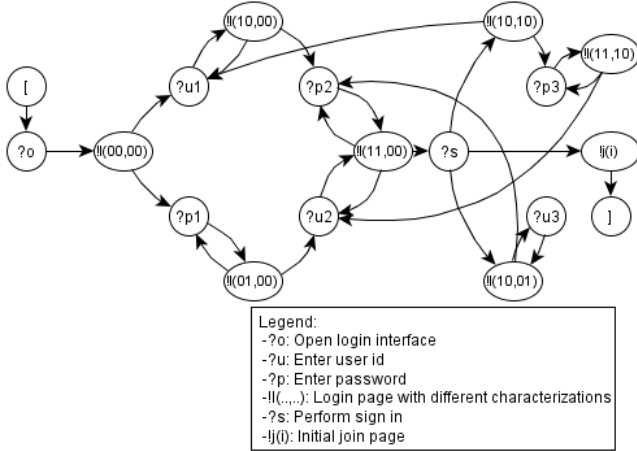 !l(10,00)
!l(10,10)
!l(11,10)
[
?u1
?p2
?p3
?o
!l(00,00)
!l(11,00)
?s
!j(i)
?p1
?u2
?u3
]
!l(01,00)
!l(10,01)
Legend:
-?o: Open login interface
-?u: Enter user id
-?p: Enter password
-!l(..,..): Login page with different characterizations
-?s: Perform sign in
-!j(i): Initial join page